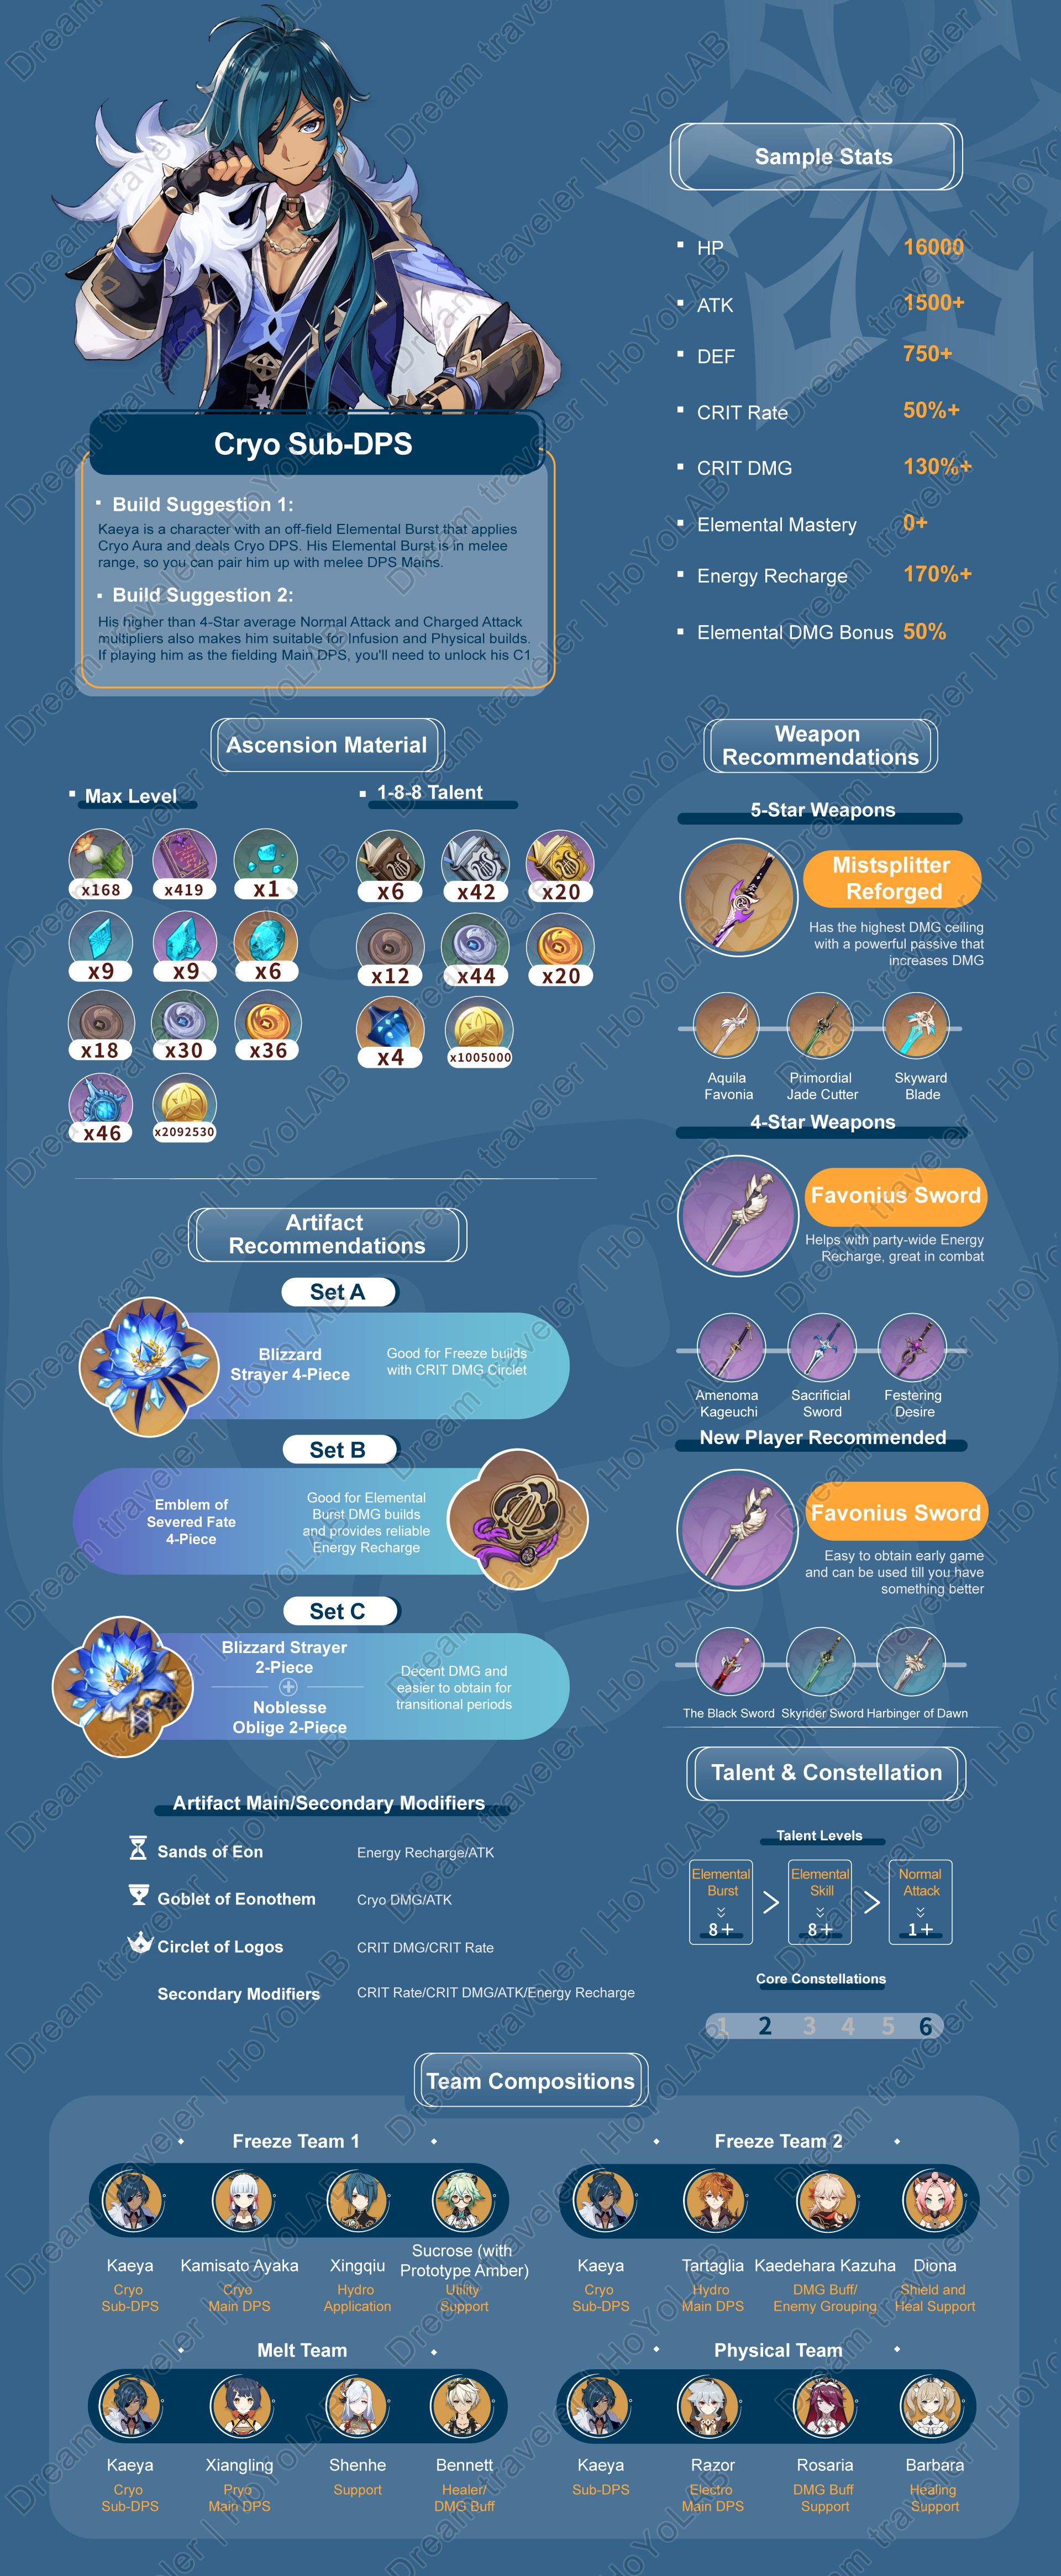 Sample Stats
HP 16000
ATK 1500+
DEF 750+
CRIT Rate 50%+
CRIT DMG 130%+
Elemental Mastery 0+
Energy Recharge 170%+
Elemental DMG Bonus 50%
Cryo Sub-DPS
Build Suggestion 1:
Kaeya is a character with an off-field Elemental Burst that applies
Cryo Aura and deals Cryo DPS. His Elemental Burst is in melee
range, so you can pair him up with melee DPS Mains.
Build Suggestion 2:
His higher than 4-Star average Normal Attack and Charged Attack
multipliers also makes him suitable for Infusion and Physical builds.
If playing him as the fielding Main DPS, you'll need to unlock his C1
Ascension Material
Max Level
x168 x419 x1
x9 x9 x6
x18 x30 x36
x46 x2092530
1-8-8 Talent
x6 x42 x20
x12 x44 x20
x4 x1005000
Weapon
Recommendations
5-Star Weapons
Mistsplitter
Reforged
Has the highest DMG ceiling
with a powerful passive that
increases DMG
Aquila
Favonia
Primordial
Jade Cutter
Skyward
Blade
4-Star Weapons
Favonius Sword
Helps with party-wide Energy
Recharge, great in combat
Amenoma
Kageuchi
Sacrificial
Sword
Festering
Desire
New Player Recommended
Favonius Sword
Easy to obtain early game
and can be used till you have
something better
The Black Sword
Skyrider Sword
Harbinger of Dawn
Artifact
Recommendations
Set A
Blizzard
Strayer 4-Piece
Good for Freeze builds
with CRIT DMG Circlet
Set B
Emblem of
Severed Fate
4-Piece
Good for Elemental
Burst DMG builds
and provides reliable
Energy Recharge
Set C
Blizzard Strayer
2-Piece
Noblesse
Oblige 2-Piece
Decent DMG and
easier to obtain for
transitional periods
Artifact Main/Secondary Modifiers
Sands of Eon Energy Recharge/ATK
Goblet of Eonothem Cryo DMG/ATK
Circlet of Logos CRIT DMG/CRIT Rate
Secondary Modifiers CRIT Rate/CRIT DMG/ATK/Energy Recharge
Talent & Constellation
Talent Levels
Elemental
Burst
8+
>
Elemental
Skill
8+
>
Normal
Attack
1+
Core Constellations
1 2 3 4 5 6
Team Compositions
Freeze Team 1
Kaeya
Cryo
Sub-DPS
Kamisato Ayaka
Cryo
Main DPS
Xingqiu
Hydro
Application
Sucrose (with
Prototype Amber)
Utility
Support
Freeze Team 2
Kaeya
Cryo
Sub-DPS
Tartaglia
Hydro
Main DPS
Kaedehara Kazuha
DMG Buff/
Enemy Grouping
Diona
Shield and
Heal Support
Melt Team
Kaeya
Cryo
Sub-DPS
Xiangling
Pryo
Main DPS
Shenhe
Support
Bennett
Healer/
DMG Buff
Physical Team
Kaeya
Sub-DPS
Razor
Electro
Main DPS
Rosaria
DMG Buff
Support
Barbara
Healing
Support
Dream traveler | HoYoLAB